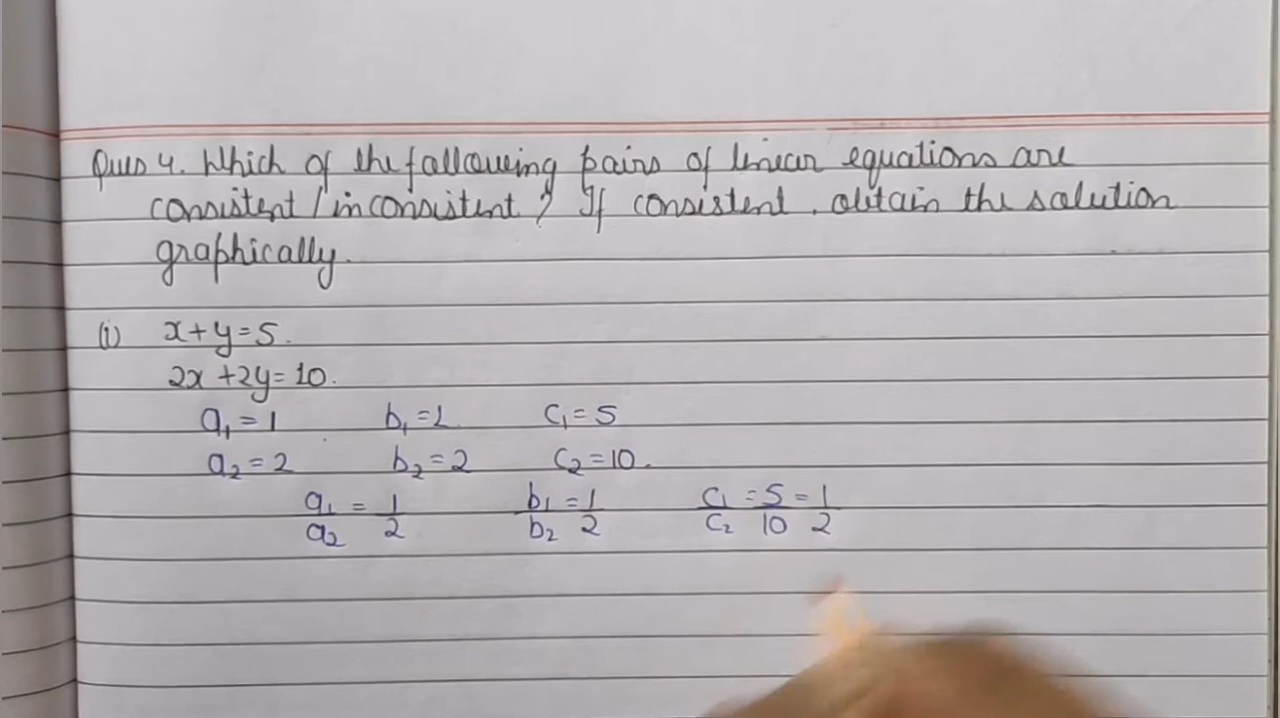 Ques 4. Which of the following pairs of linear equations are
consistent / inconsistent ? If consistent, obtain the solution
graphically.
(i) x+y=5.
2x+2y=10.
a₁=1 b₁=1 c₁=5
a₂=2 b₂=2 c₂=10.
a₁/a₂ = 1/2 b₁/b₂ = 1/2 c₁/c₂ = 5/10 = 1/2